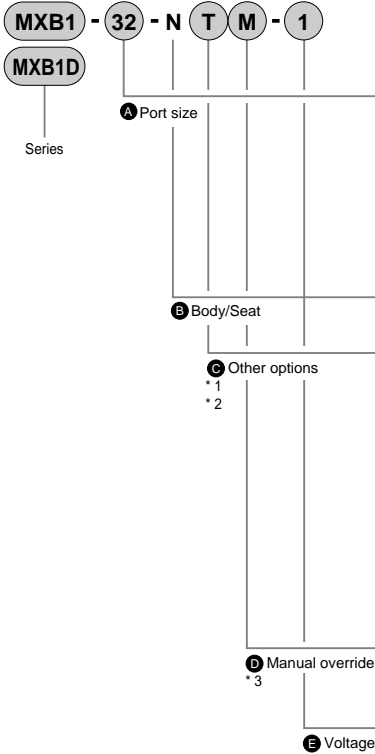 MXB1 - 32 - N T M - 1
MXB1D
A Port size
Series
B Body/Seat
C Other options
* 1
* 2
D Manual override
* 3
E Voltage